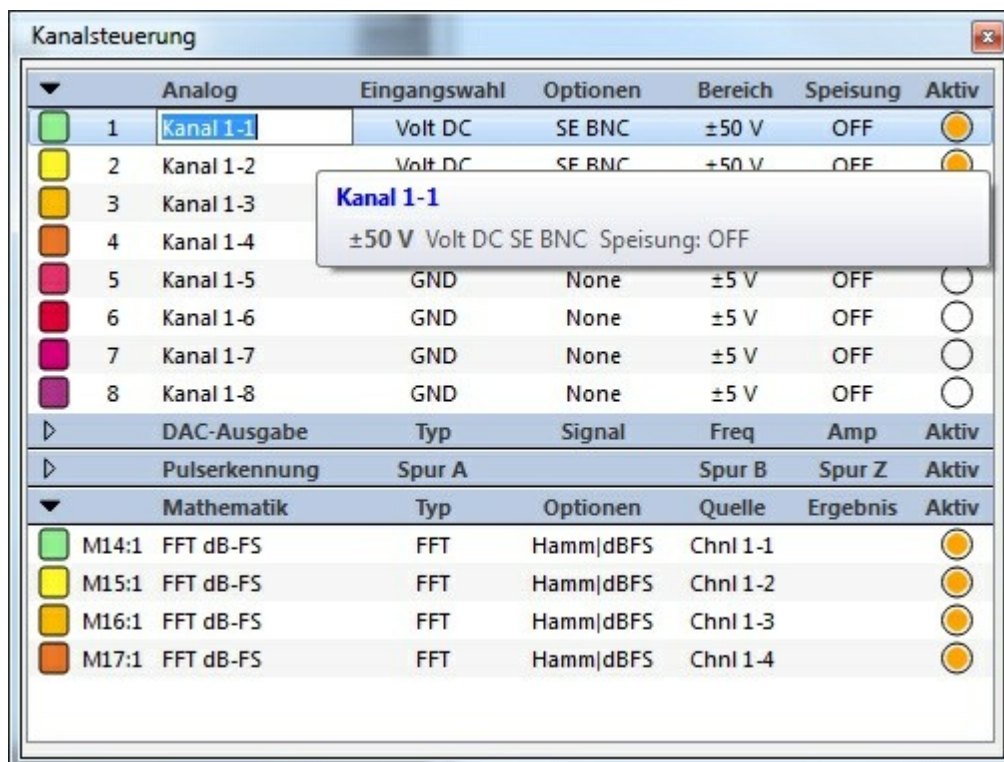 Kanalsteuerung
Analog Eingangswahl Optionen Bereich Speisung Aktiv
1 Kanal 1-1 Volt DC SE BNC ±50 V OFF
2 Kanal 1-2 Volt DC SE BNC ±50 V OFF
3 Kanal 1-3
4 Kanal 1-4
Kanal 1-1
±50 V Volt DC SE BNC Speisung: OFF
5 Kanal 1-5 GND None ±5 V OFF
6 Kanal 1-6 GND None ±5 V OFF
7 Kanal 1-7 GND None ±5 V OFF
8 Kanal 1-8 GND None ±5 V OFF
DAC-Ausgabe Typ Signal Freq Amp Aktiv
Pulserkennung Spur A Spur B Spur Z Aktiv
Mathematik Typ Optionen Quelle Ergebnis Aktiv
M14:1 FFT dB-FS FFT Hamm|dBFS Chnl 1-1
M15:1 FFT dB-FS FFT Hamm|dBFS Chnl 1-2
M16:1 FFT dB-FS FFT Hamm|dBFS Chnl 1-3
M17:1 FFT dB-FS FFT Hamm|dBFS Chnl 1-4